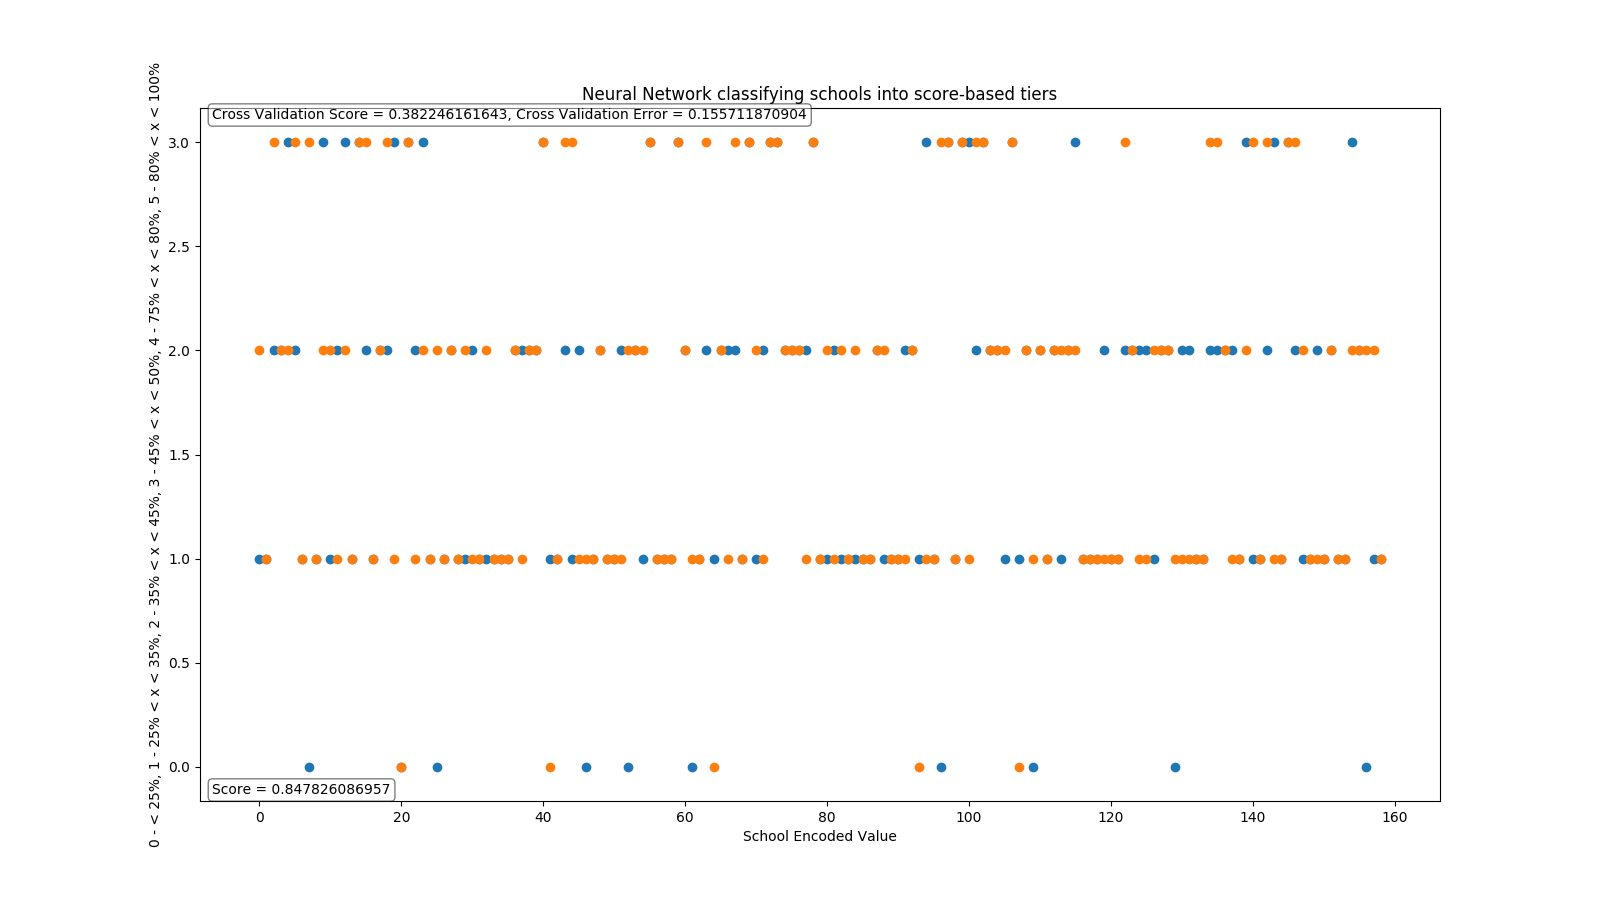 Neural Network classifying schools into score-based tiers
Cross Validation Score = 0.382246161643, Cross Validation Error = 0.155711870904
0 - < 25%, 1 - 25% < x < 35%, 2 - 35% < x < 45%, 3 - 45% < x < 50%, 4 - 75% < x < 80%, 5 - 80% < x < 100%
3.0
2.5
2.0
1.5
1.0
0.5
0.0
Score = 0.847826086957
0 20 40 60 80 100 120 140 160
School Encoded Value